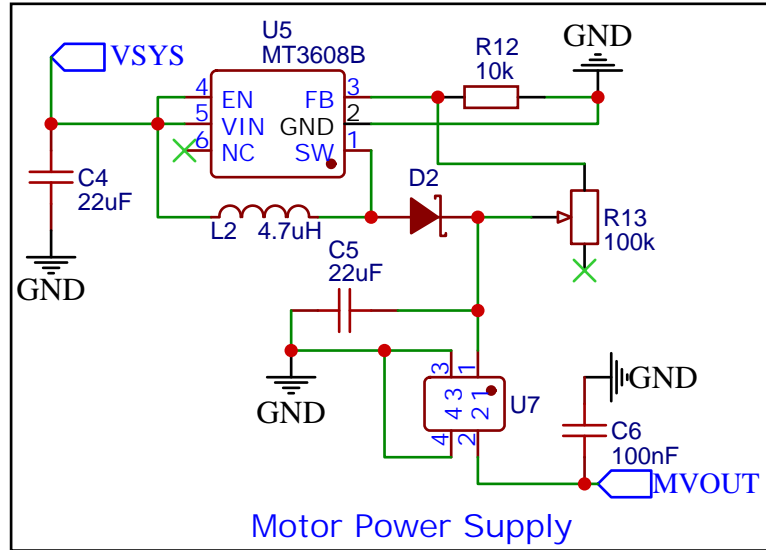 U5
MT3608B
VSYS
R12
10k
GND
4
EN
FB
3
5
VIN
GND
2
6
NC
SW
1
C4
22uF
D2
L2
4.7uH
R13
100k
GND
C5
22uF
GND
3
1
4 3
2 1
4
2
U7
GND
C6
100nF
MVOUT
Motor Power Supply